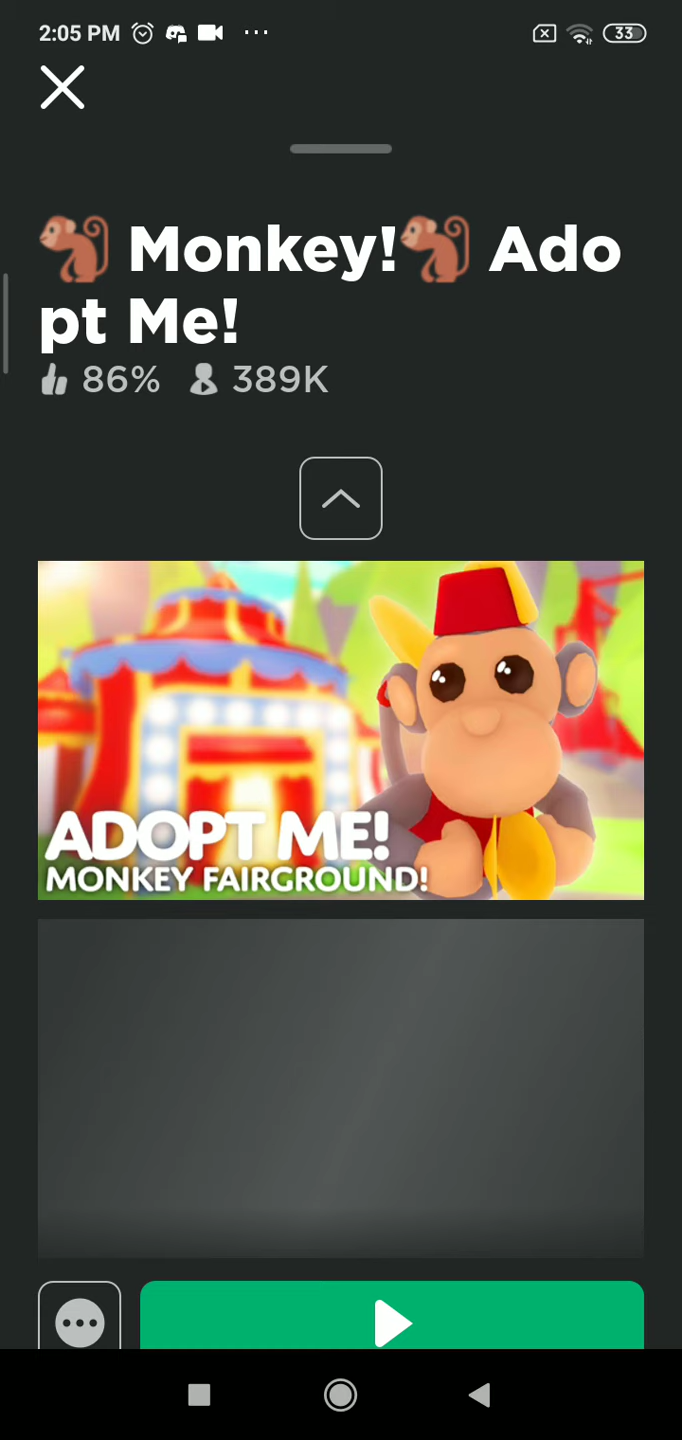 2:05 PM
33
Monkey! Ado
pt Me!
86% 389K
ADOPT ME!
MONKEY FAIRGROUND!